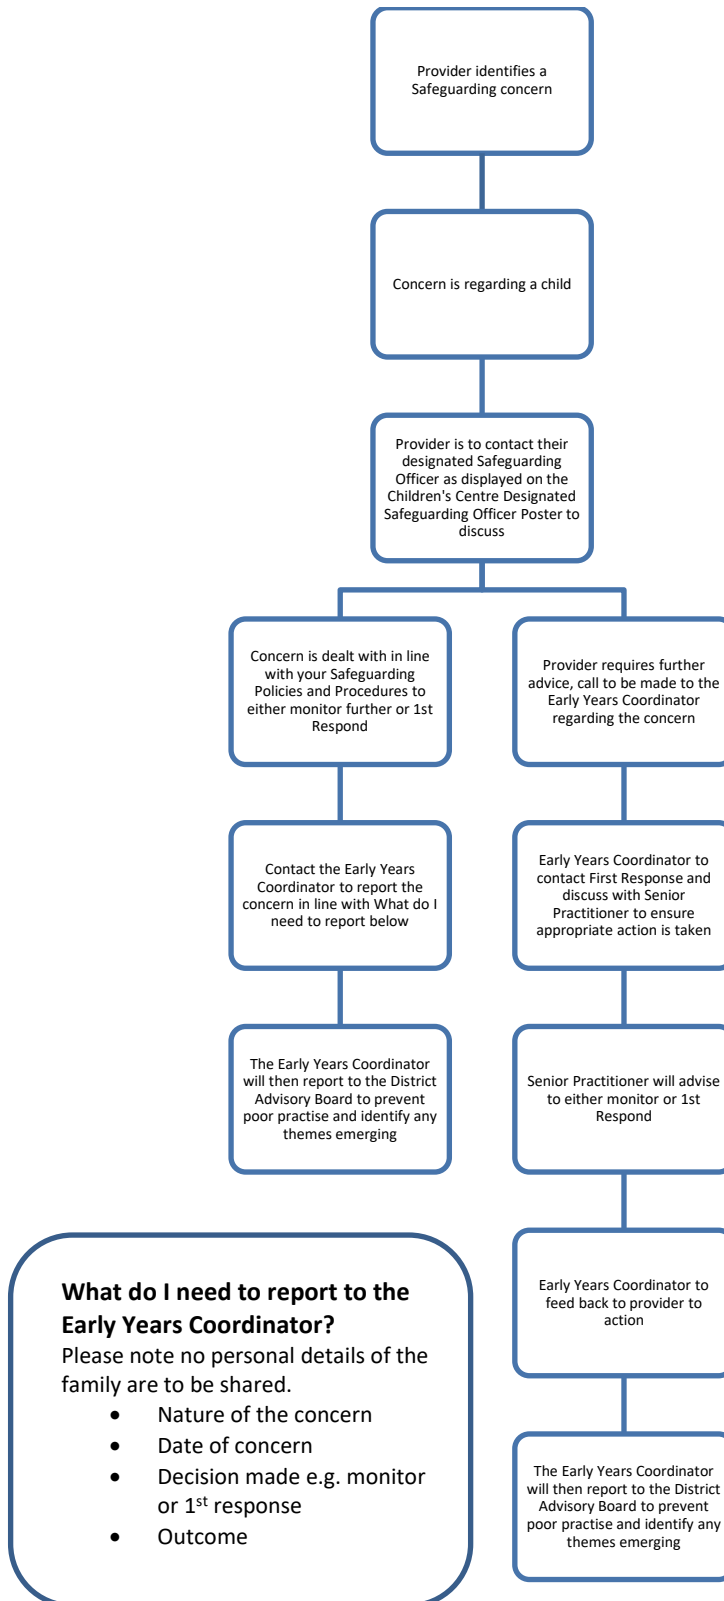 Provider identifies a
Safeguarding concern
Concern is regarding a child
Provider is to contact their
designated Safeguarding
Officer as displayed on the
Children's Centre Designated
Safeguarding Officer Poster to
discuss
Concern is dealt with in line
with your Safeguarding
Policies and Procedures to
either monitor further or 1st
Respond
Contact the Early Years
Coordinator to report the
concern in line with What do I
need to report below
The Early Years Coordinator
will then report to the District
Advisory Board to prevent
poor practise and identify any
themes emerging
Provider requires further
advice, call to be made to the
Early Years Coordinator
regarding the concern
Early Years Coordinator to
contact First Response and
discuss with Senior
Practitioner to ensure
appropriate action is taken
Senior Practitioner will advise
to either monitor or 1st
Respond
Early Years Coordinator to
feed back to provider to
action
The Early Years Coordinator
will then report to the District
Advisory Board to prevent
poor practise and identify any
themes emerging
What do I need to report to the
Early Years Coordinator?
Please note no personal details of the
family are to be shared.
• Nature of the concern
• Date of concern
• Decision made e.g. monitor
or 1st response
• Outcome